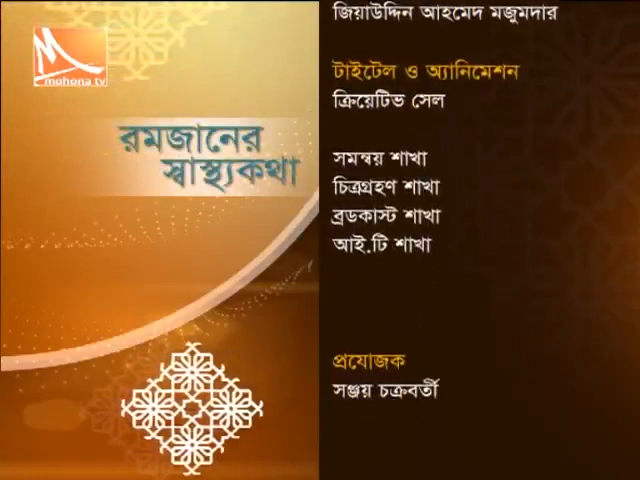 mohona tv
রমজানের
স্বাস্থ্যকথা
জিয়াউদ্দিন আহমেদ মজুমদার
টাইটেল ও অ্যানিমেশন
ক্রিয়েটিভ সেল
সমন্বয় শাখা
চিত্রগ্রহণ শাখা
ব্রডকাস্ট শাখা
আই.টি শাখা
প্রযোজক
সঞ্জয় চক্রবর্তী